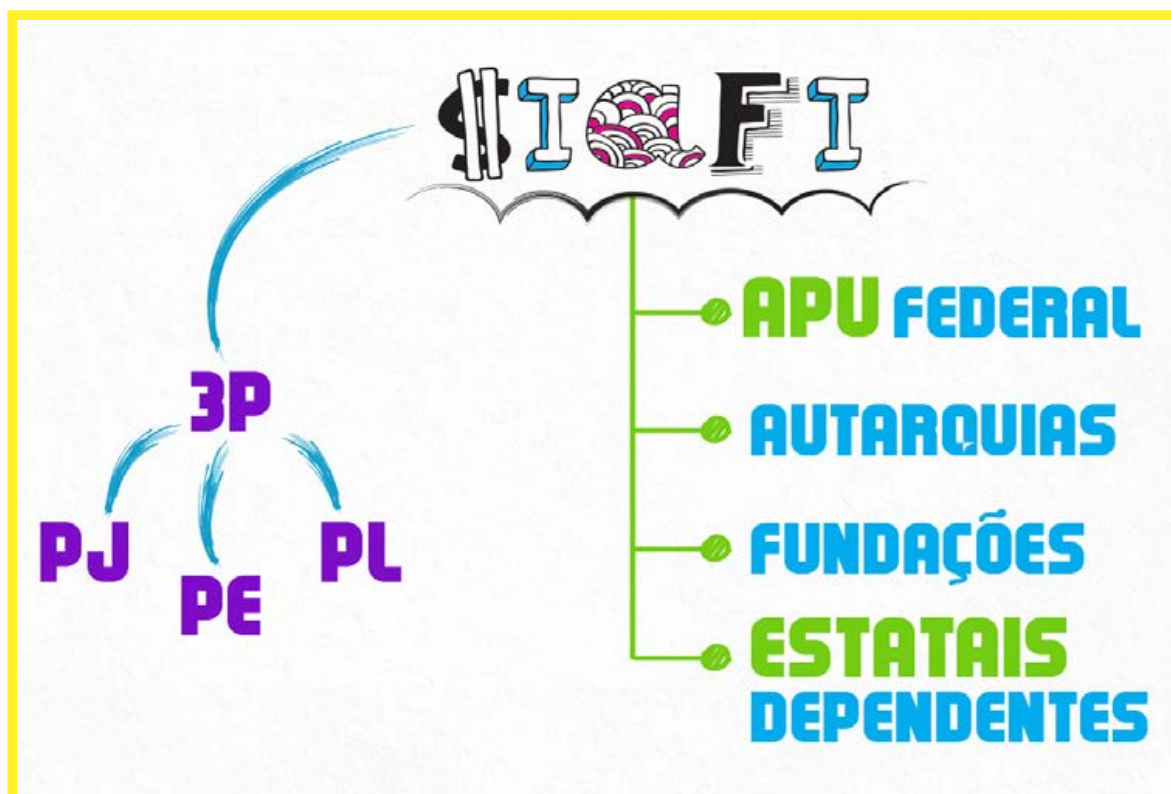 $IaFI
APU FEDERAL
AUTARQUIAS
FUNDAÇÕES
ESTATAIS
DEPENDENTES
3P
PJ
PE
PL